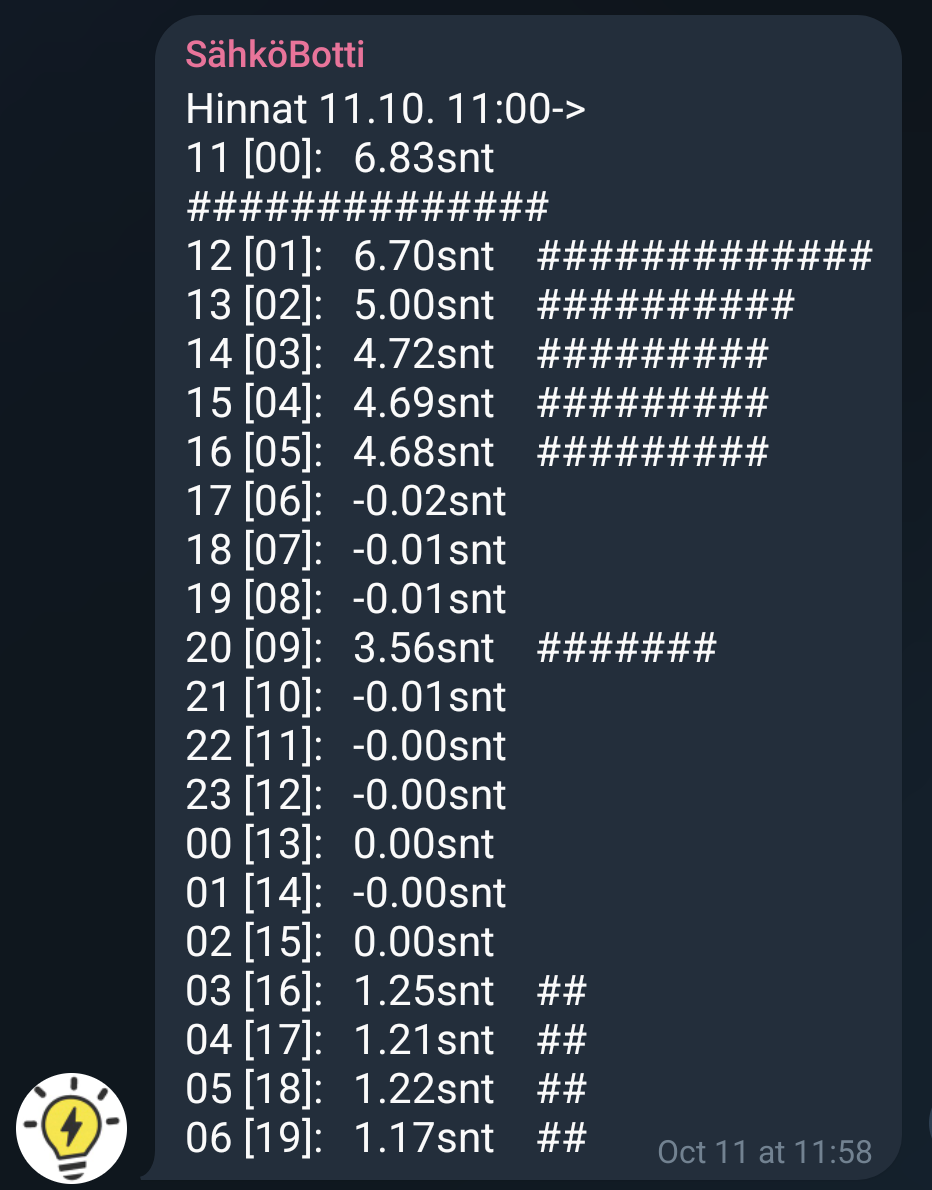 SähköBotti
Hinnat 11.10. 11:00->
11 [00]: 6.83snt
##############
12 [01]: 6.70snt #############
13 [02]: 5.00snt ##########
14 [03]: 4.72snt #########
15 [04]: 4.69snt #########
16 [05]: 4.68snt #########
17 [06]: -0.02snt
18 [07]: -0.01snt
19 [08]: -0.01snt
20 [09]: 3.56snt #######
21 [10]: -0.01snt
22 [11]: -0.00snt
23 [12]: -0.00snt
00 [13]: 0.00snt
01 [14]: -0.00snt
02 [15]: 0.00snt
03 [16]: 1.25snt ##
04 [17]: 1.21snt ##
05 [18]: 1.22snt ##
06 [19]: 1.17snt ##
Oct 11 at 11:58